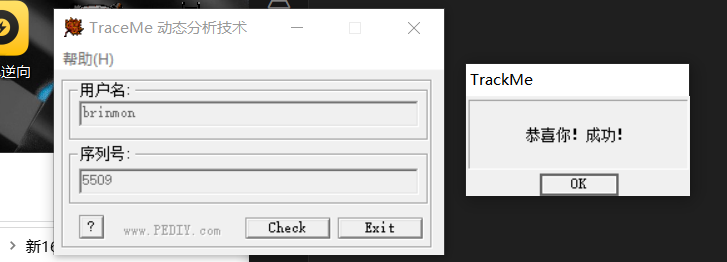 TraceMe 动态分析技术
帮助(H)
用户名:
brinmon
序列号:
5509
?
www.PEDIY.com
Check
Exit
TrackMe
恭喜你! 成功!
OK
逆向
新16